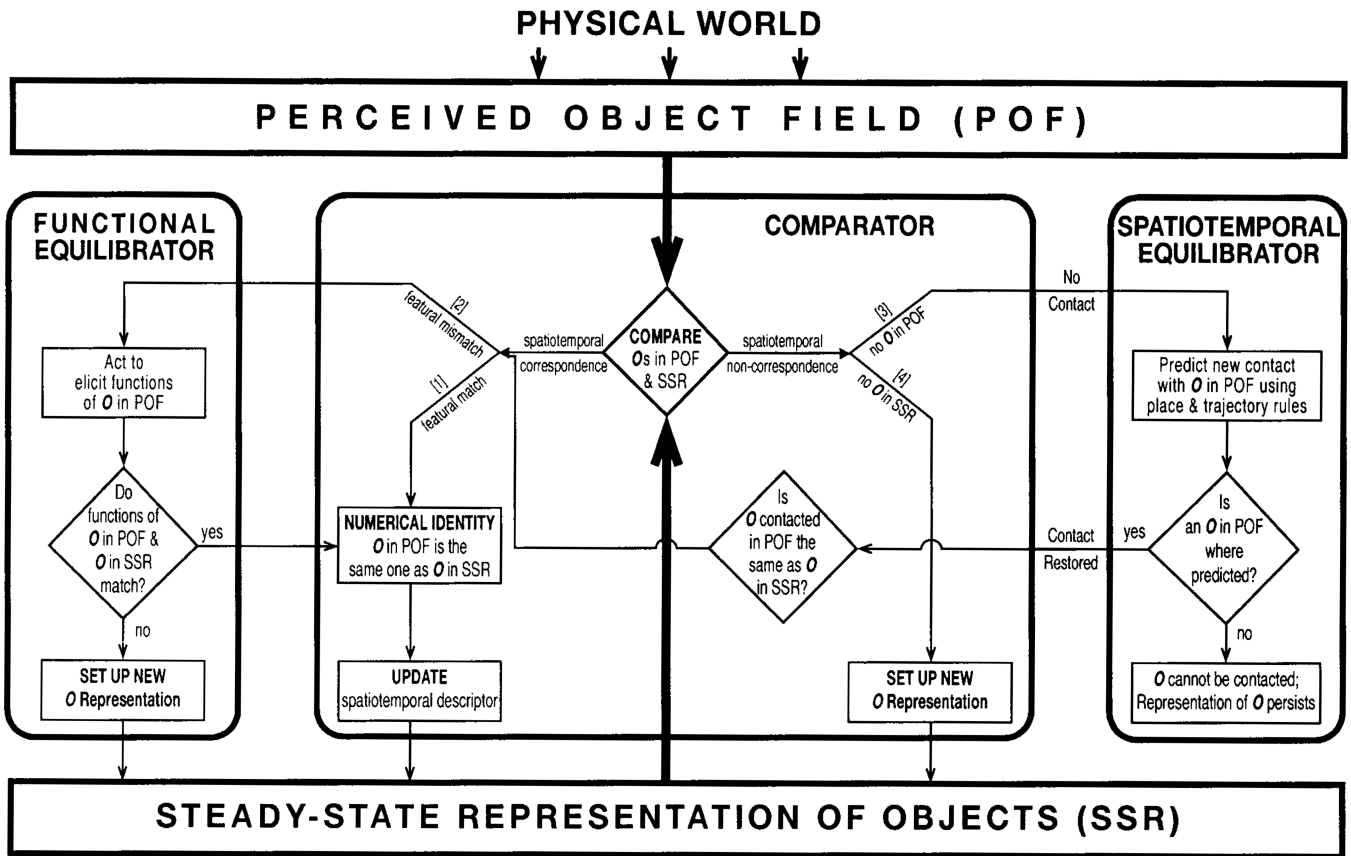 PHYSICAL WORLD
PERCEIVED OBJECT FIELD (POF)
FUNCTIONAL
EQUILIBRATOR
Act to
elicit functions
of O in POF
Do
functions of
O in POF &
O in SSR
match?
yes
no
SET UP NEW
O Representation
COMPARATOR
COMPARE
Os in POF
& SSR
spatiotemporal
correspondence
[2]
featural mismatch
[1]
featural match
NUMERICAL IDENTITY
O in POF is the
same one as O in SSR
UPDATE
spatiotemporal descriptor
spatiotemporal
non-correspondence
[3]
no O in POF
[4]
no O in SSR
Is
O contacted
in POF the
same as O
in SSR?
SET UP NEW
O Representation
No
Contact
Contact
Restored
SPATIOTEMPORAL
EQUILIBRATOR
Predict new contact
with O in POF using
place & trajectory rules
Is
an O in POF
where
predicted?
yes
no
O cannot be contacted;
Representation of O persists
STEADY-STATE REPRESENTATION OF OBJECTS (SSR)